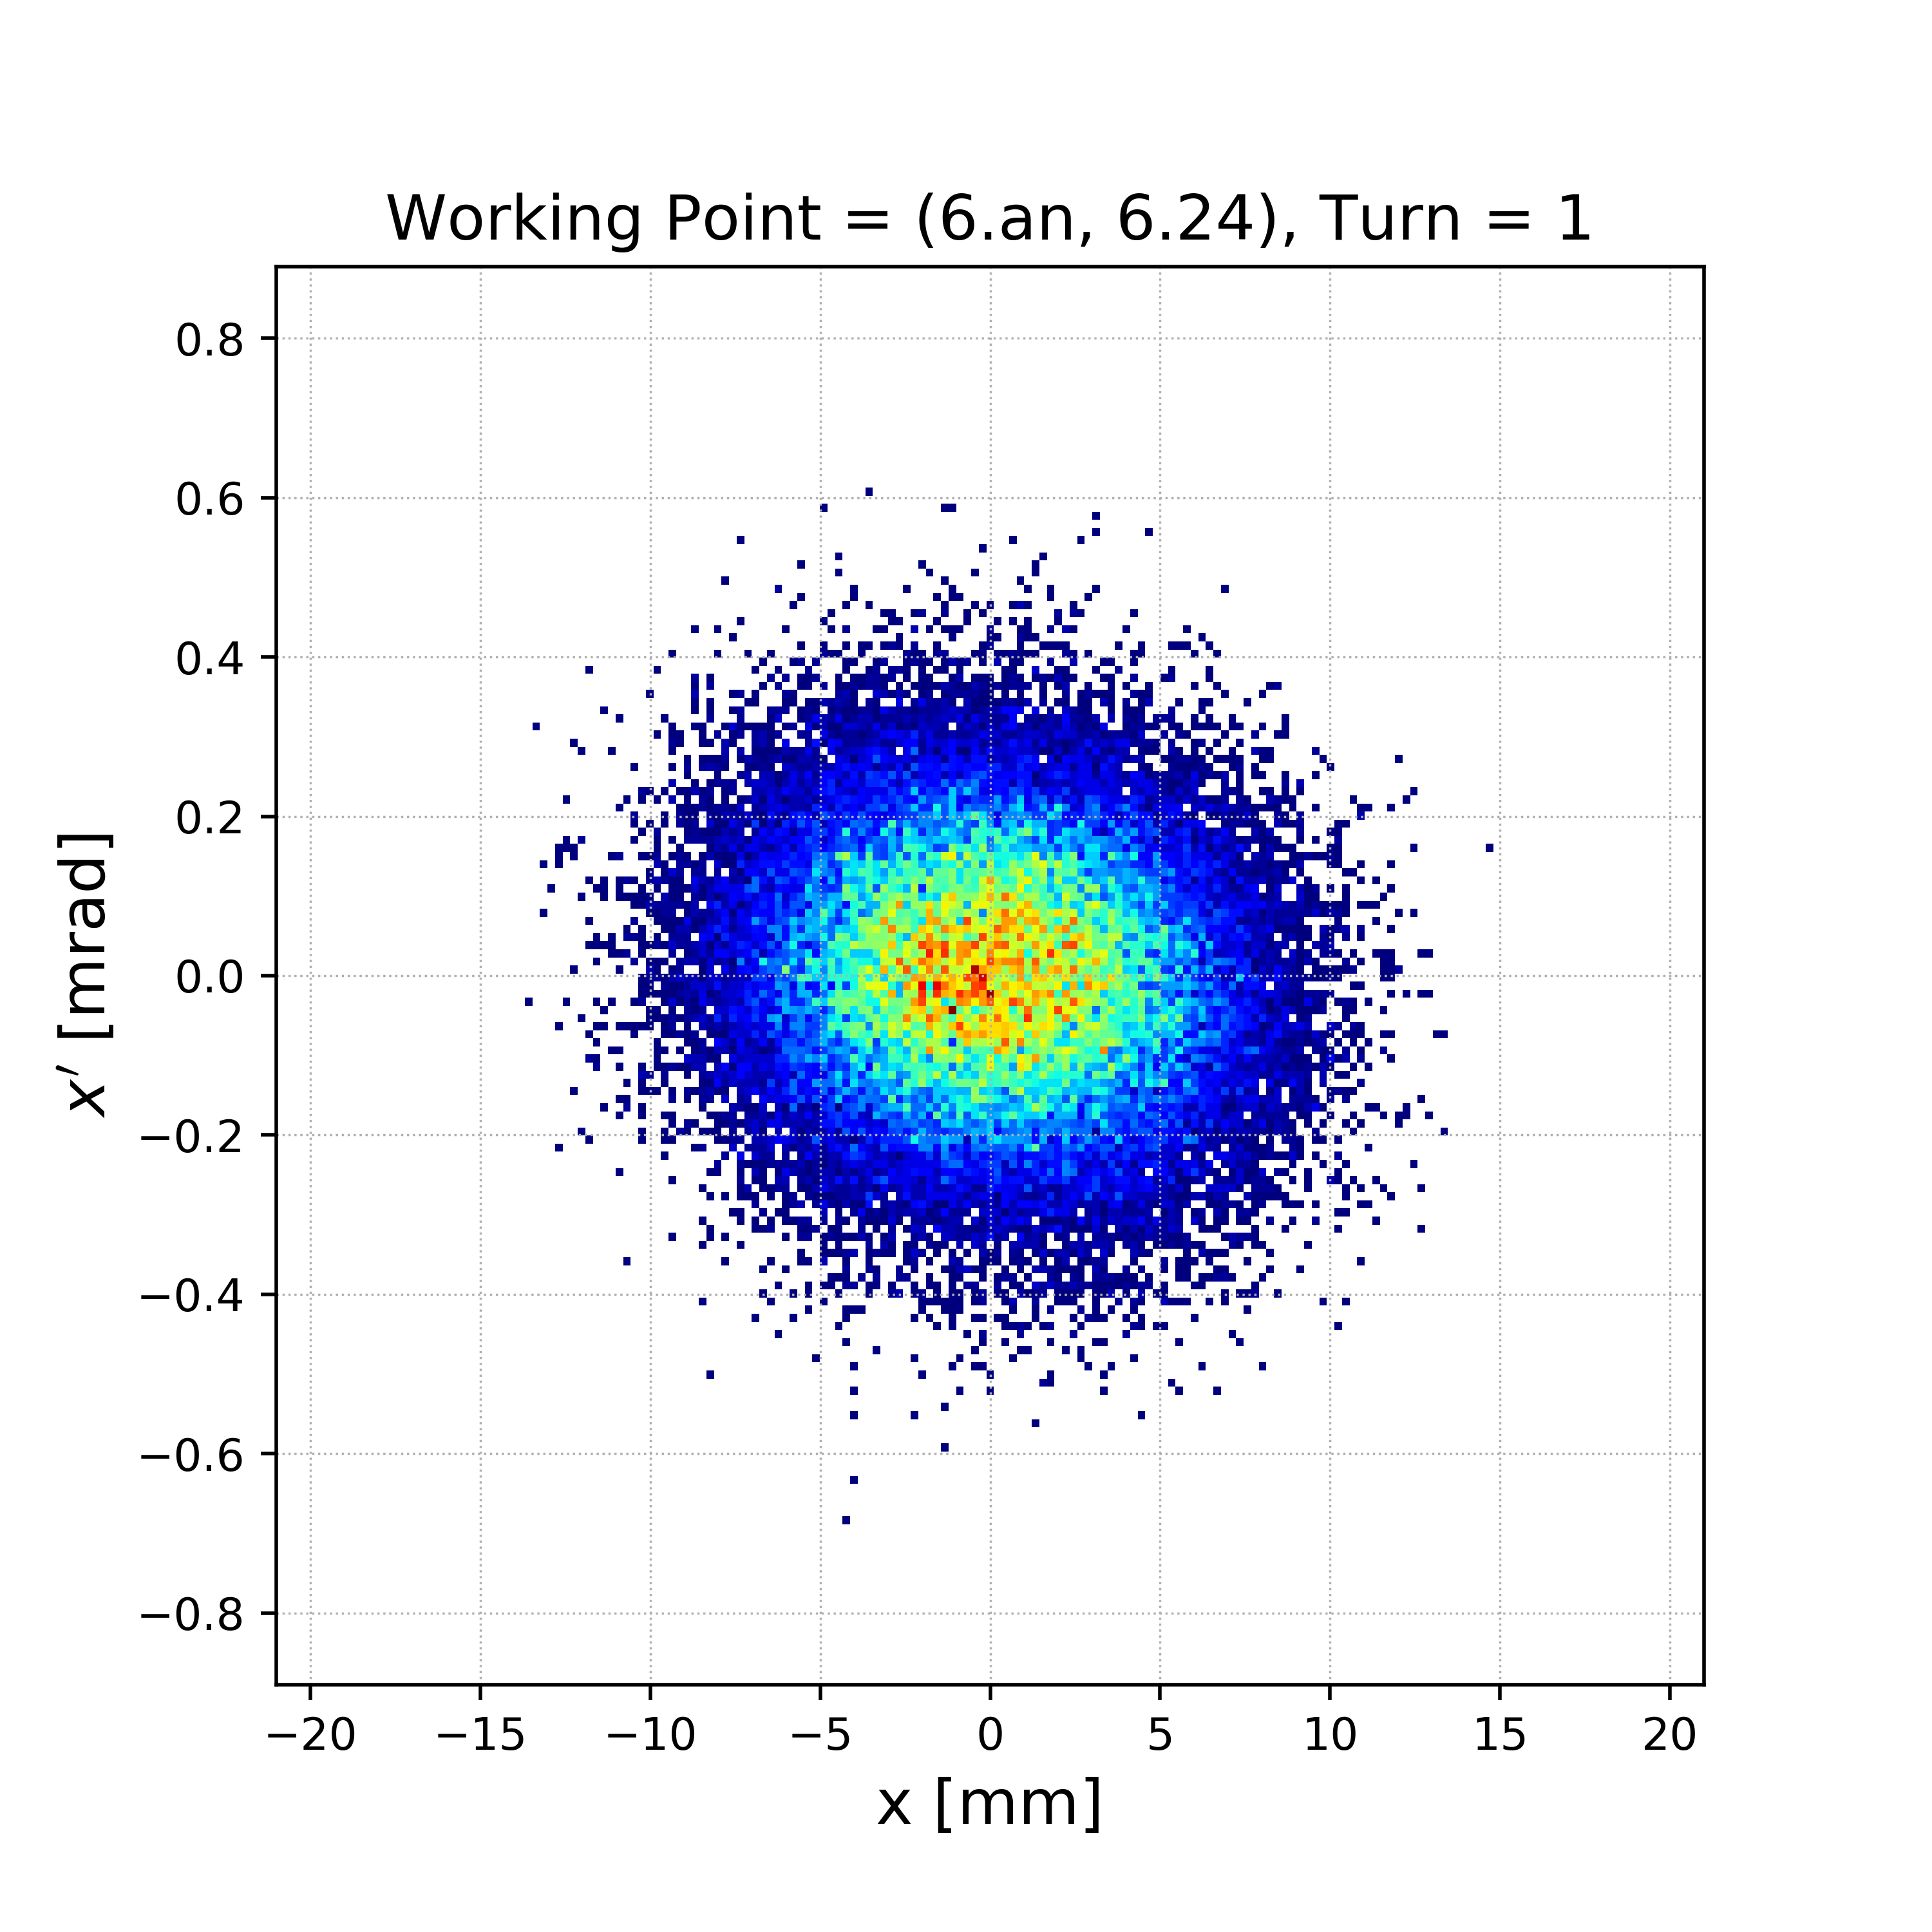 Working Point = (6.an, 6.24), Turn = 1
0.8
0.6
0.4
0.2
0.0
−0.2
−0.4
−0.6
−0.8
x′ [mrad]
−20 −15 −10 −5 0 5 10 15 20
x [mm]